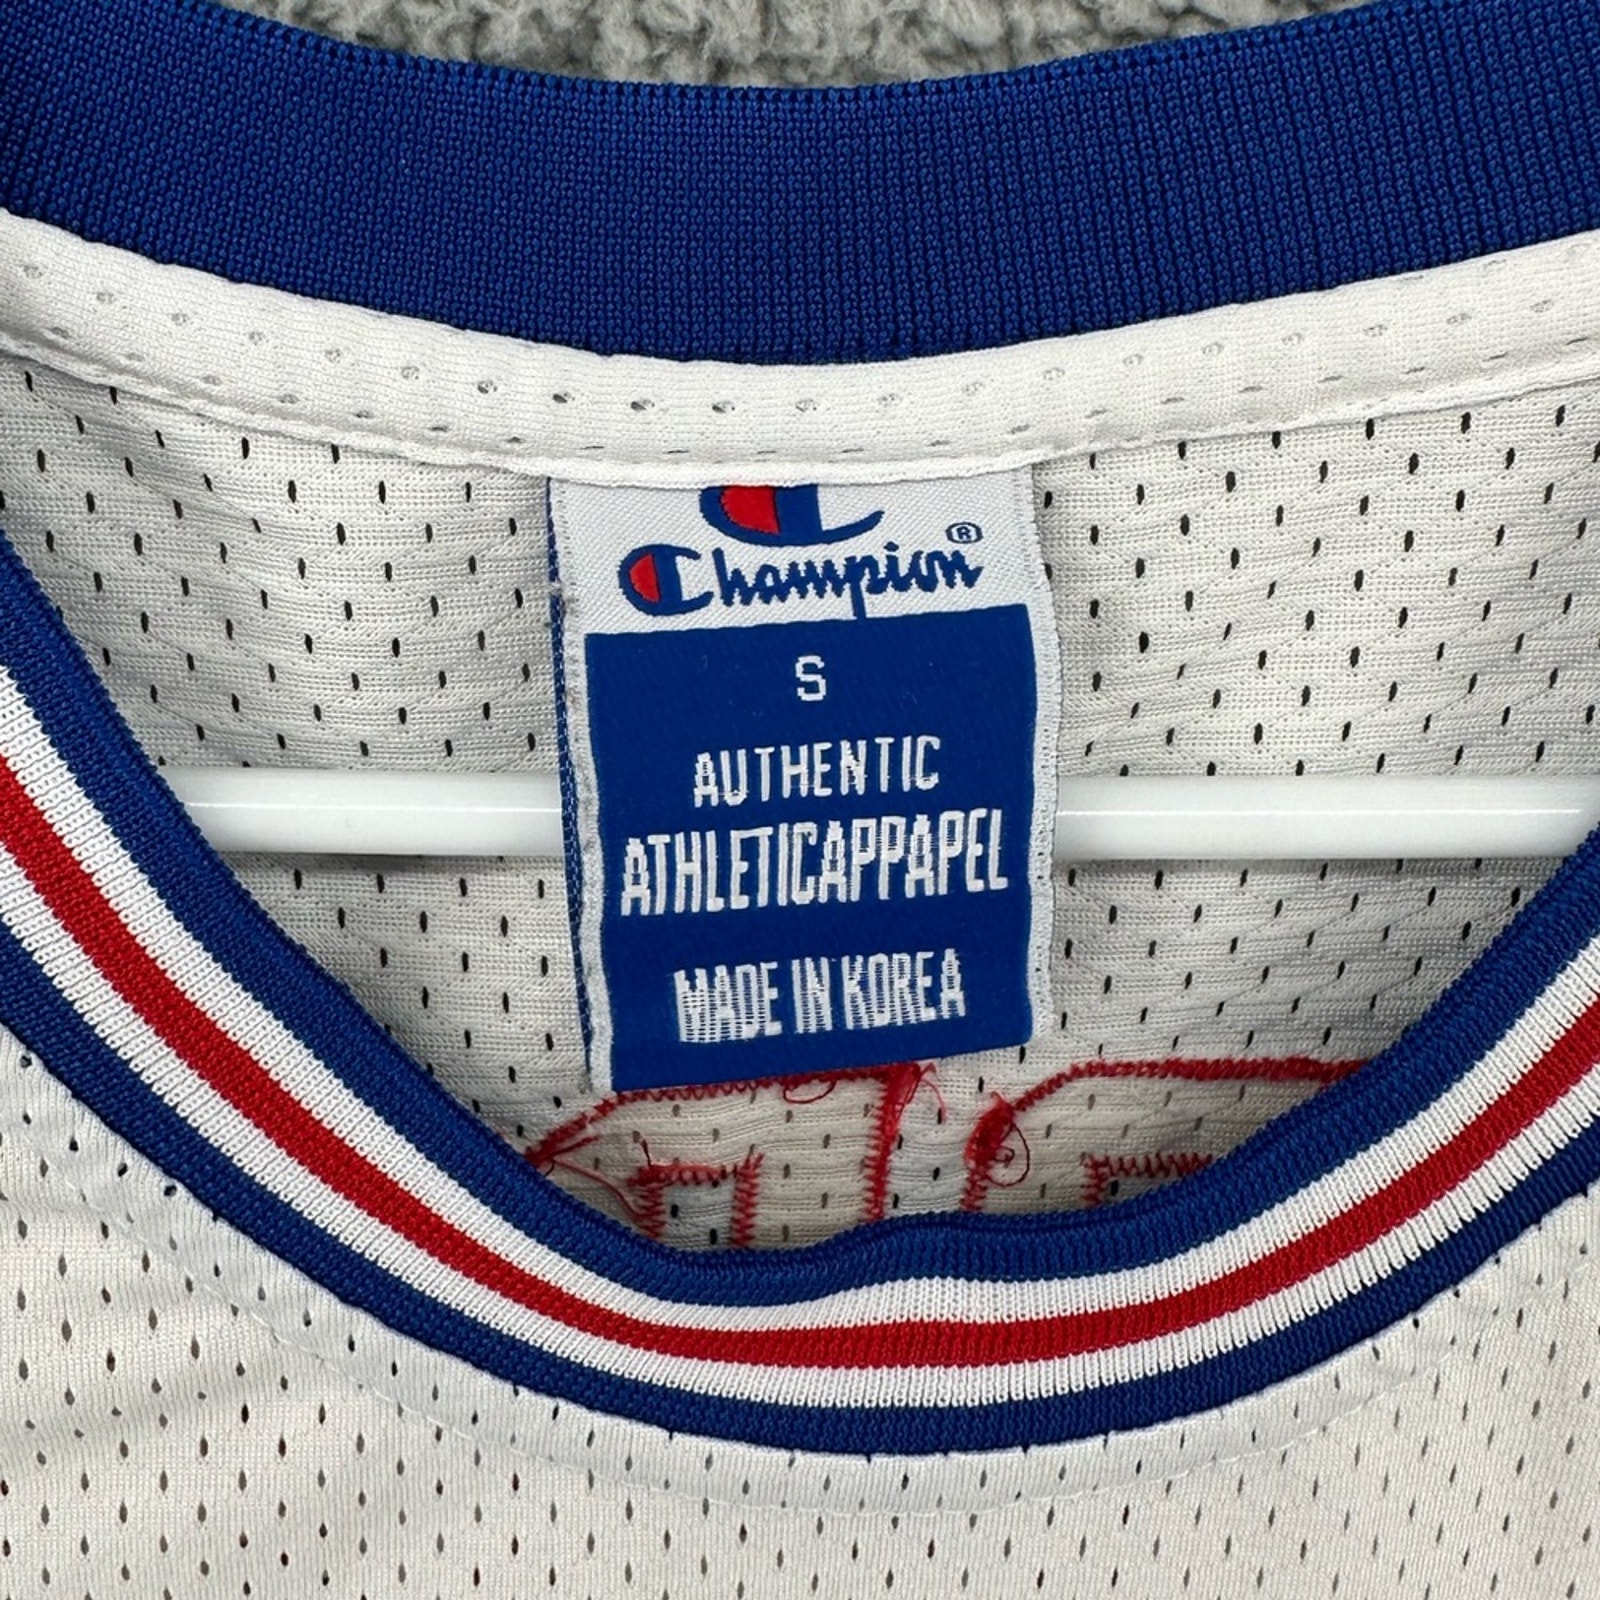 Champion®
S
AUTHENTIC
ATHLETICAPPAPEL
MADE IN KOREA